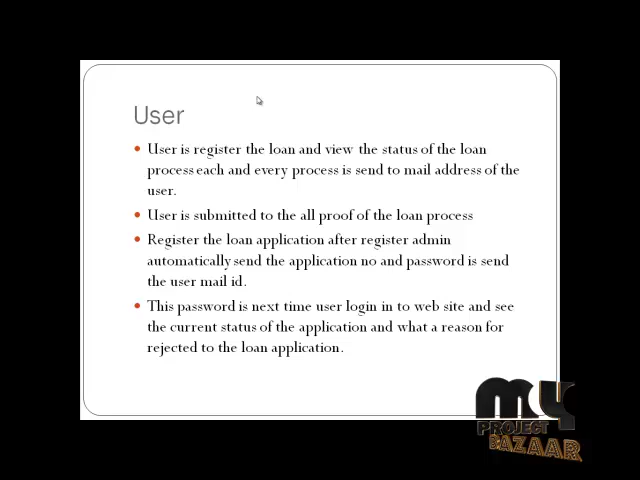 User
• User is register the loan and view the status of the loan
process each and every process is send to mail address of the
user.
• User is submitted to the all proof of the loan process
• Register the loan application after register admin
automatically send the application no and password is send
the user mail id.
• This password is next time user login in to web site and see
the current status of the application and what a reason for
rejected to the loan application.
my
PROJECT
BAZAAR